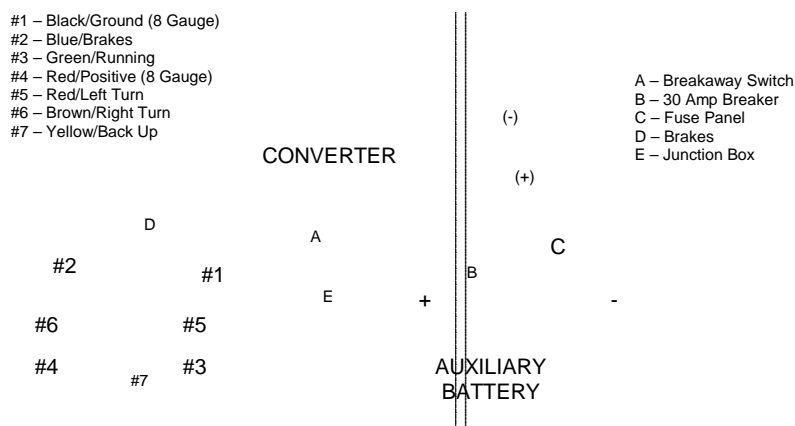 #1 – Black/Ground (8 Gauge)
#2 – Blue/Brakes
#3 – Green/Running
#4 – Red/Positive (8 Gauge)
#5 – Red/Left Turn
#6 – Brown/Right Turn
#7 – Yellow/Back Up
A – Breakaway Switch
B – 30 Amp Breaker
C – Fuse Panel
D – Brakes
E – Junction Box
(-)
CONVERTER
(+)
D
A
C
#2
#1
B
E
+
-
#6
#5
#4
#3
#7
AUXILIARY
BATTERY